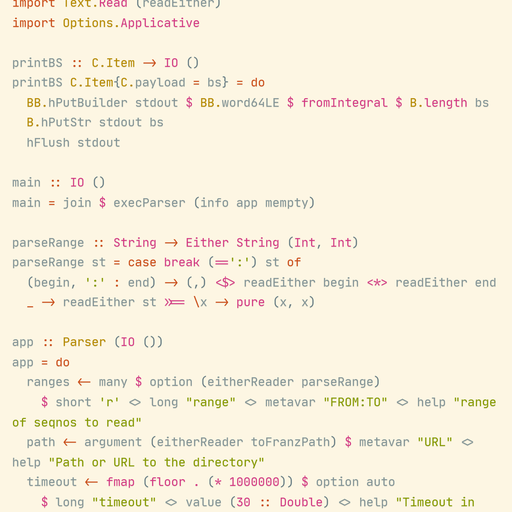 import Text.Read (readEither)
import Options.Applicative
printBS :: C.Item -> IO ()
printBS C.Item{C.payload = bs} = do
BB.hPutBuilder stdout $ BB.word64LE $ fromIntegral $ B.length bs
B.hPutStr stdout bs
hFlush stdout
main :: IO ()
main = join $ execParser (info app mempty)
parseRange :: String -> Either String (Int, Int)
parseRange st = case break (==':') st of
(begin, ':' : end) -> (,) <$> readEither begin <*> readEither end
_ -> readEither st >>= \x -> pure (x, x)
app :: Parser (IO ())
app = do
ranges <- many $ option (eitherReader parseRange)
$ short 'r' <> long "range" <> metavar "FROM:TO" <> help "range
of seqnos to read"
path <- argument (eitherReader toFranzPath) $ metavar "URL" <>
help "Path or URL to the directory"
timeout <- fmap (floor . (* 1000000)) $ option auto
$ long "timeout" <> value (30 :: Double) <> help "Timeout in